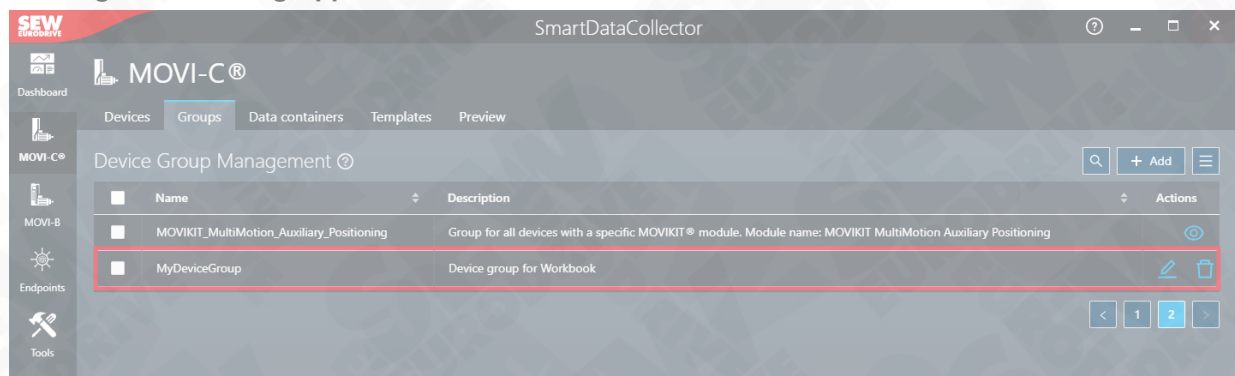 SEW
EURODRIVE
SmartDataCollector
MOVI-C®
Dashboard
Devices Groups Data containers Templates Preview
MOVI-C®
Device Group Management
+ Add
Name Description Actions
MOVIKIT_MultiMotion_Auxiliary_Positioning Group for all devices with a specific MOVIKIT® module. Module name: MOVIKIT MultiMotion Auxiliary Positioning
MOVI-B
MyDeviceGroup Device group for Workbook
Endpoints
< 1 2 >
Tools